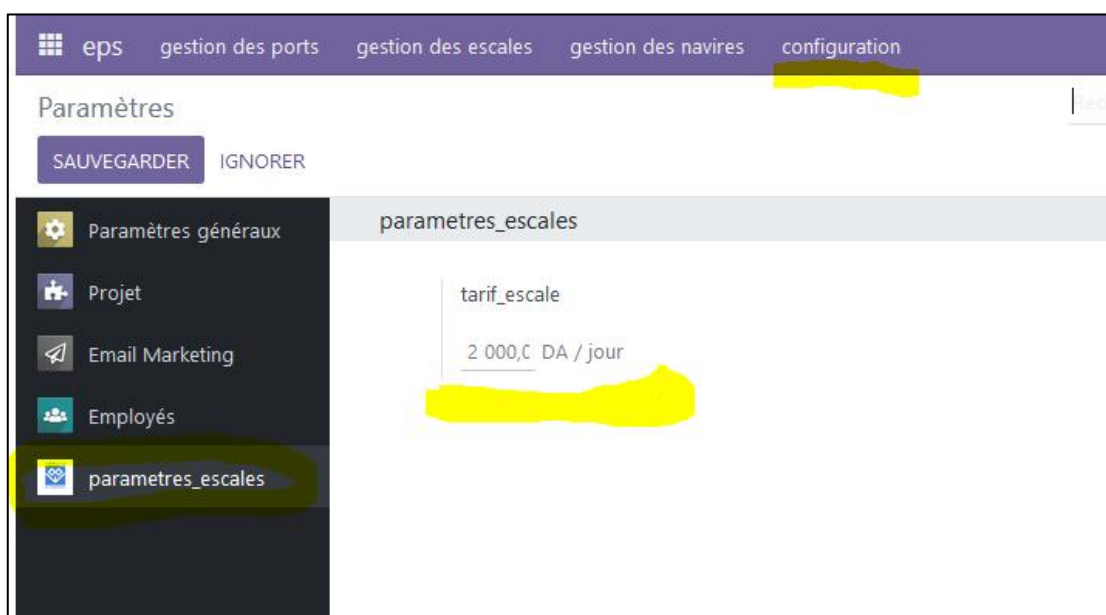 eps gestion des ports gestion des escales gestion des navires configuration
Paramètres
SAUVEGARDER IGNORER
Paramètres généraux
Projet
Email Marketing
Employés
parametres_escales
parametres_escales
tarif_escale
2 000,0 DA / jour